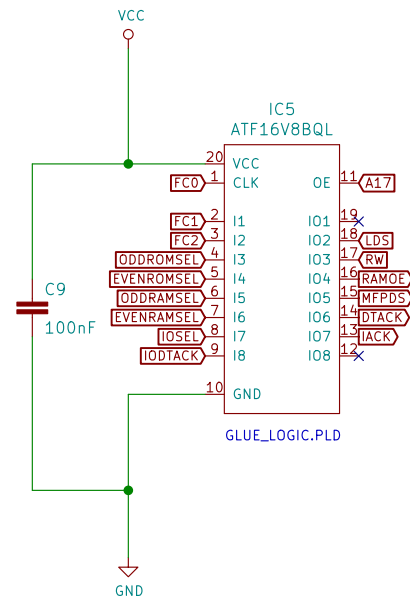 VCC
IC5
ATF16V8BQL
20 VCC
FC0 1 CLK OE 11 A17
FC1 2 I1 IO1 19
FC2 3 I2 IO2 18 LDS
ODDROMSEL 4 I3 IO3 17 RW
EVENROMSEL 5 I4 IO4 16 RAMOE
ODDRAMSEL 6 I5 IO5 15 MFPDS
EVENRAMSEL 7 I6 IO6 14 DTACK
IOSEL 8 I7 IO7 13 IACK
IODTACK 9 I8 IO8 12
C9
100nF
10 GND
GLUE_LOGIC.PLD
GND